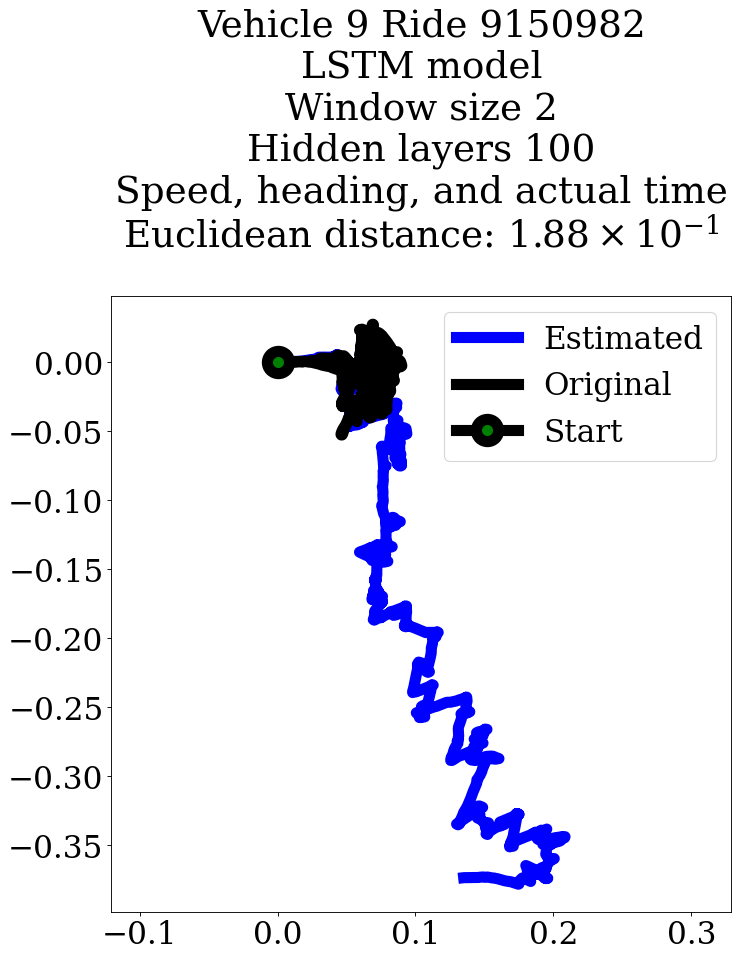 Vehicle 9 Ride 9150982
LSTM model
Window size 2
Hidden layers 100
Speed, heading, and actual time
Euclidean distance: 1.88 × 10⁻¹
Estimated
Original
Start
0.00
−0.05
−0.10
−0.15
−0.20
−0.25
−0.30
−0.35
−0.1 0.0 0.1 0.2 0.3